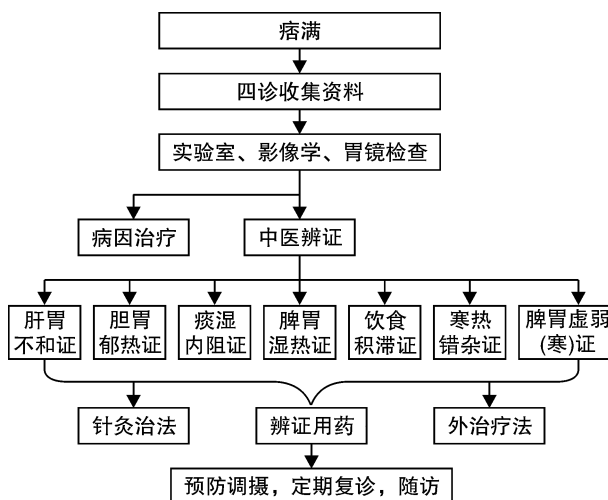 痞满
四诊收集资料
实验室、影像学、胃镜检查
病因治疗
中医辨证
肝胃
不和证
胆胃
郁热证
痰湿
内阻证
脾胃
湿热证
饮食
积滞证
寒热
错杂证
脾胃虚弱
(寒)证
针灸治法
辨证用药
外治疗法
预防调摄，定期复诊，随访